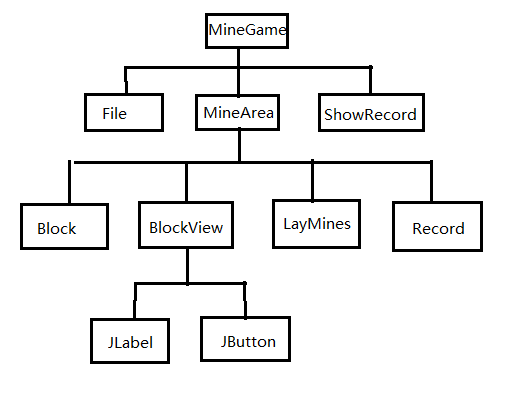 MineGame
File
MineArea
ShowRecord
Block
BlockView
LayMines
Record
JLabel
JButton